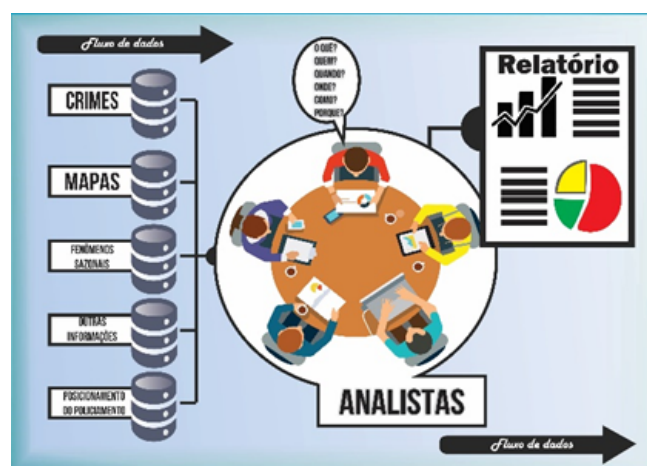 Fluxo de dados
CRIMES
MAPAS
FENÔMENOS
SAZONAIS
OUTRAS
INFORMAÇÕES
POSICIONAMENTO
DO POLICIAMENTO
O QUÊ?
QUEM?
QUANDO?
ONDE?
COMO?
PORQUE?
ANALISTAS
Relatório
Fluxo de dados